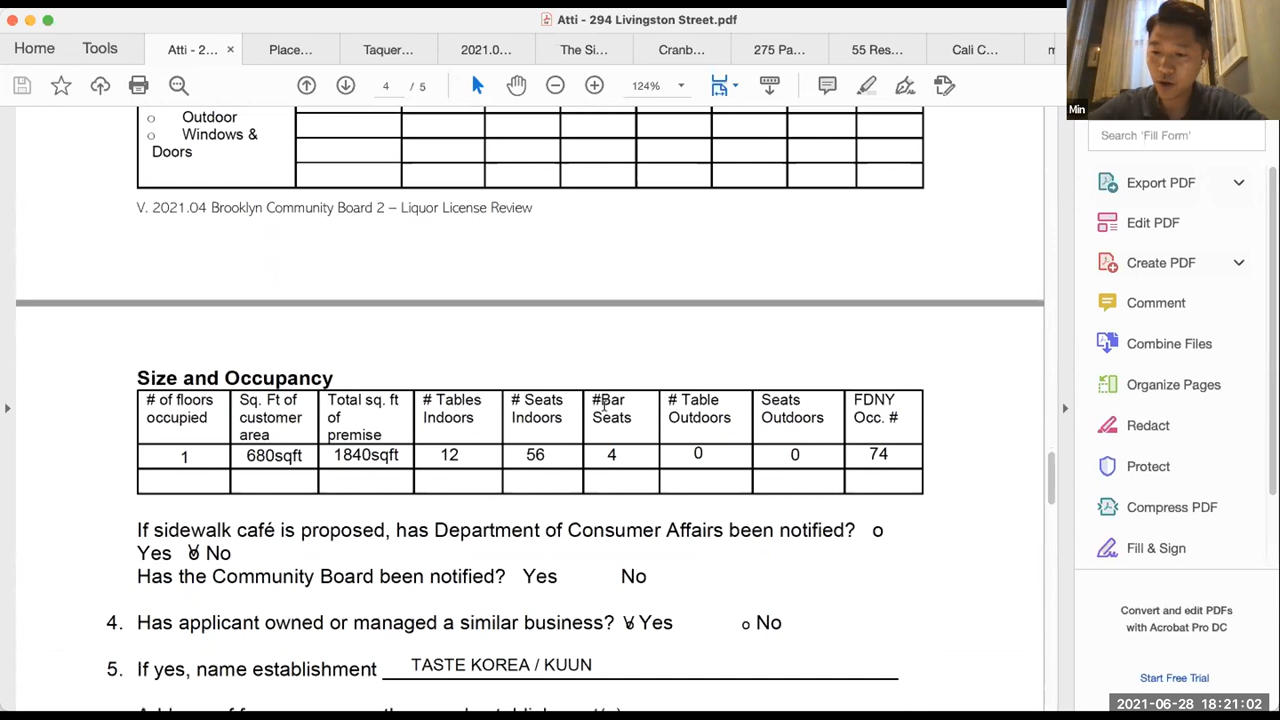 Atti - 294 Livingston Street.pdf
Home Tools Atti - 2... × Place... Taquer... 2021.0... The Si... Cranb... 275 Pa... 55 Res... Cali C...
4 / 5 124%
Min
Search 'Fill Form'
o Outdoor
o Windows &
Doors
V. 2021.04 Brooklyn Community Board 2 – Liquor License Review
Size and Occupancy
# of floors occupied Sq. Ft of customer area Total sq. ft of premise # Tables Indoors # Seats Indoors #Bar Seats # Table Outdoors Seats Outdoors FDNY Occ. #
1 680sqft 1840sqft 12 56 4 0 0 74
If sidewalk café is proposed, has Department of Consumer Affairs been notified? o
Yes No
Has the Community Board been notified? Yes No
4. Has applicant owned or managed a similar business? Yes o No
5. If yes, name establishment TASTE KOREA / KUUN
Export PDF
Edit PDF
Create PDF
Comment
Combine Files
Organize Pages
Redact
Protect
Compress PDF
Fill & Sign
Convert and edit PDFs
with Acrobat Pro DC
Start Free Trial
2021-06-28 18:21:02